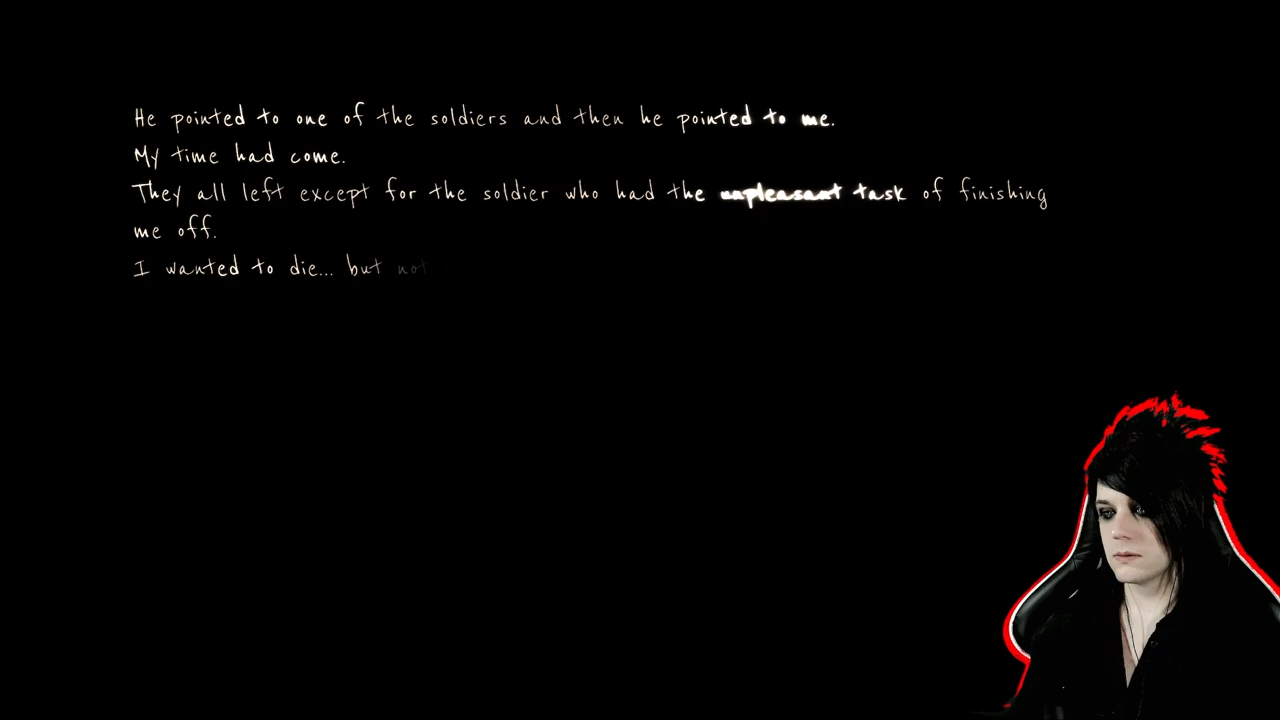 He pointed to one of the soldiers and then he pointed to me.
My time had come.
They all left except for the soldier who had the unpleasant task of finishing
me off.
I wanted to die... but not